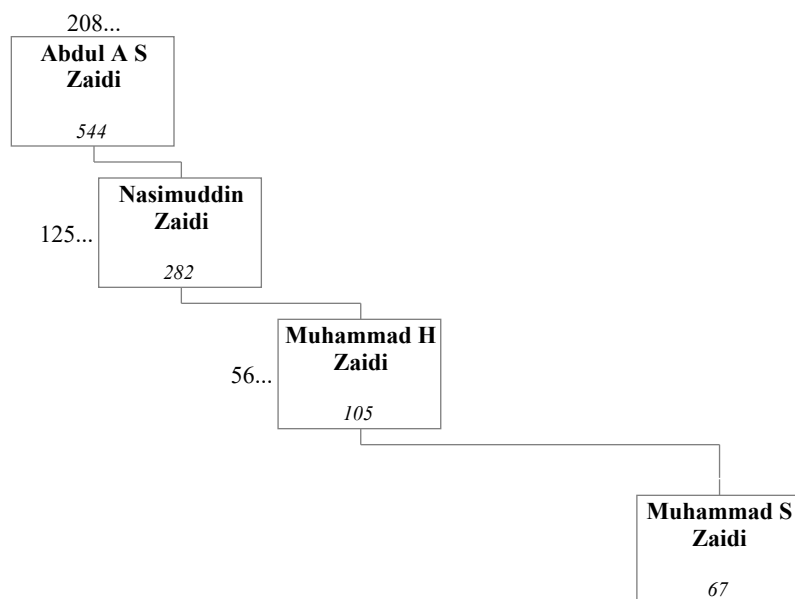 208...
Abdul A S
Zaidi
544
Nasimuddin
Zaidi
125...
282
Muhammad H
Zaidi
56...
105
Muhammad S
Zaidi
67